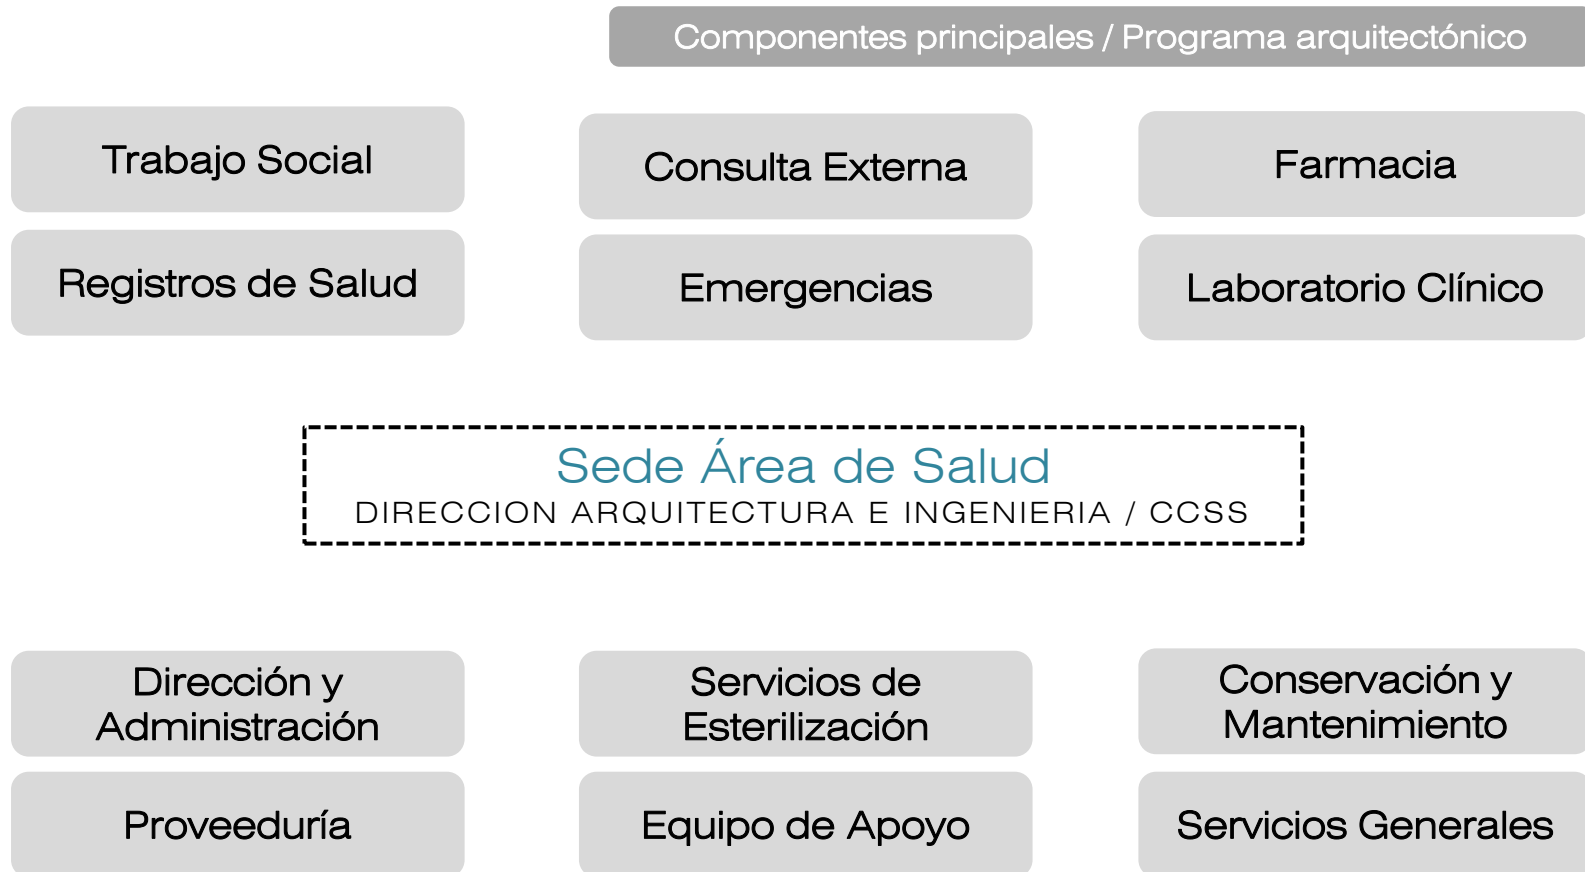 Componentes principales / Programa arquitectónico
Trabajo Social
Consulta Externa
Farmacia
Registros de Salud
Emergencias
Laboratorio Clínico
Sede Área de Salud
DIRECCION ARQUITECTURA E INGENIERIA / CCSS
Dirección y
Administración
Servicios de
Esterilización
Conservación y
Mantenimiento
Proveeduría
Equipo de Apoyo
Servicios Generales